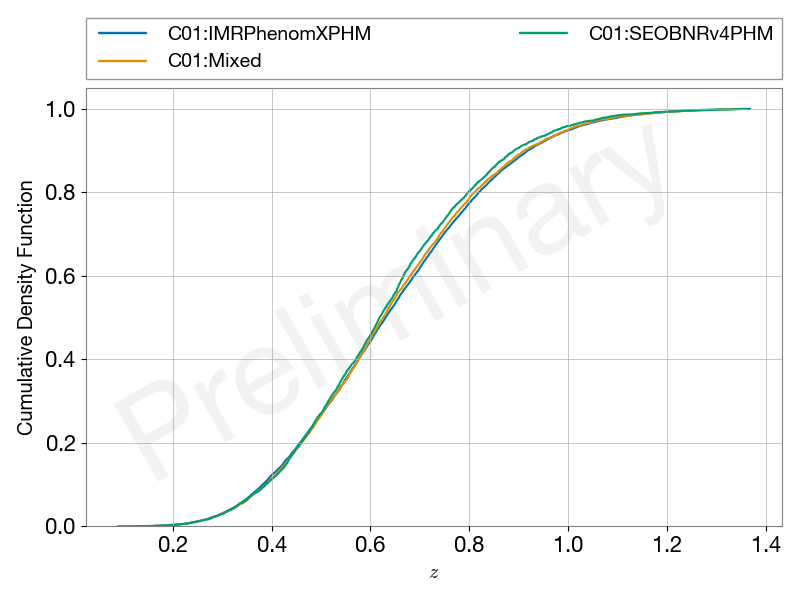 C01:IMRPhenomXPHM
C01:Mixed
C01:SEOBNRv4PHM
Preliminary
Cumulative Density Function
1.0
0.8
0.6
0.4
0.2
0.0
0.2 0.4 0.6 0.8 1.0 1.2 1.4
z